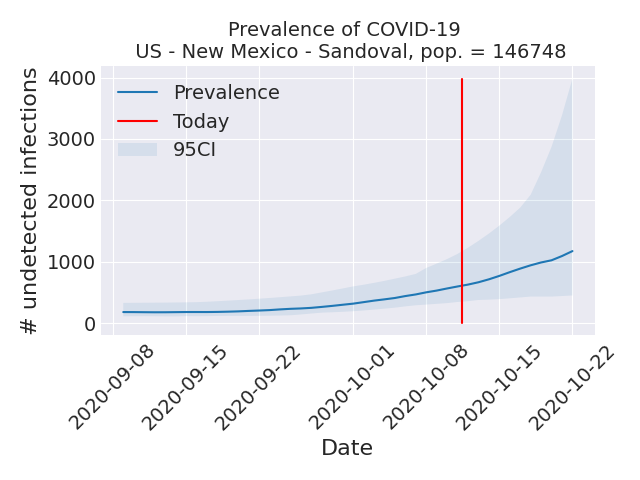 Prevalence of COVID-19
US - New Mexico - Sandoval, pop. = 146748
# undetected infections
4000
3000
2000
1000
0
Prevalence
Today
95CI
2020-09-08
2020-09-15
2020-09-22
2020-10-01
2020-10-08
2020-10-15
2020-10-22
Date